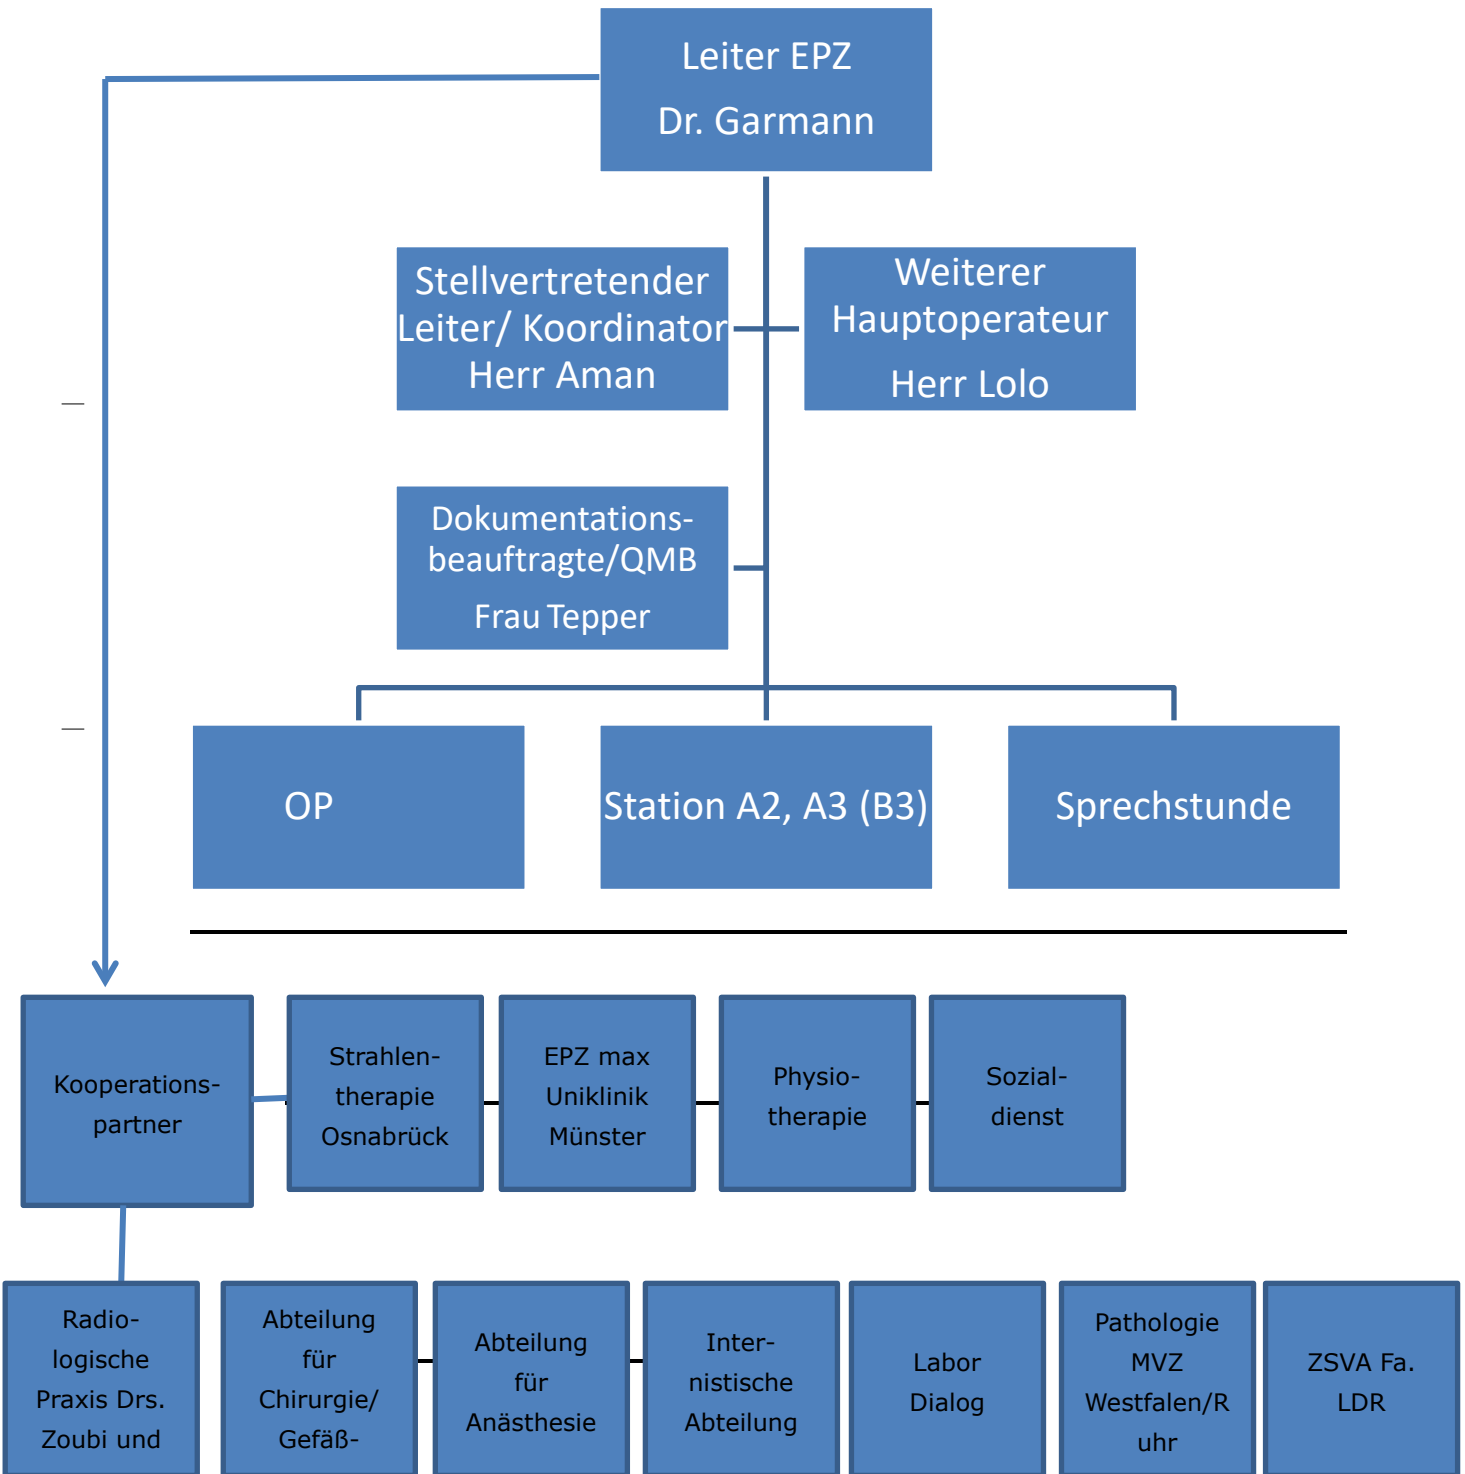 Leiter EPZ
Dr. Garmann
Stellvertretender
Leiter/ Koordinator
Herr Aman
Weiterer
Hauptoperateur
Herr Lolo
Dokumentations-
beauftragte/QMB
Frau Tepper
OP
Station A2, A3 (B3)
Sprechstunde
Kooperations-
partner
Strahlen-
therapie
Osnabrück
EPZ max
Uniklinik
Münster
Physio-
therapie
Sozial-
dienst
Radio-
logische
Praxis Drs.
Zoubi und
Abteilung
für
Chirurgie/
Gefäß-
Abteilung
für
Anästhesie
Inter-
nistische
Abteilung
Labor
Dialog
Pathologie
MVZ
Westfalen/R
uhr
ZSVA Fa.
LDR